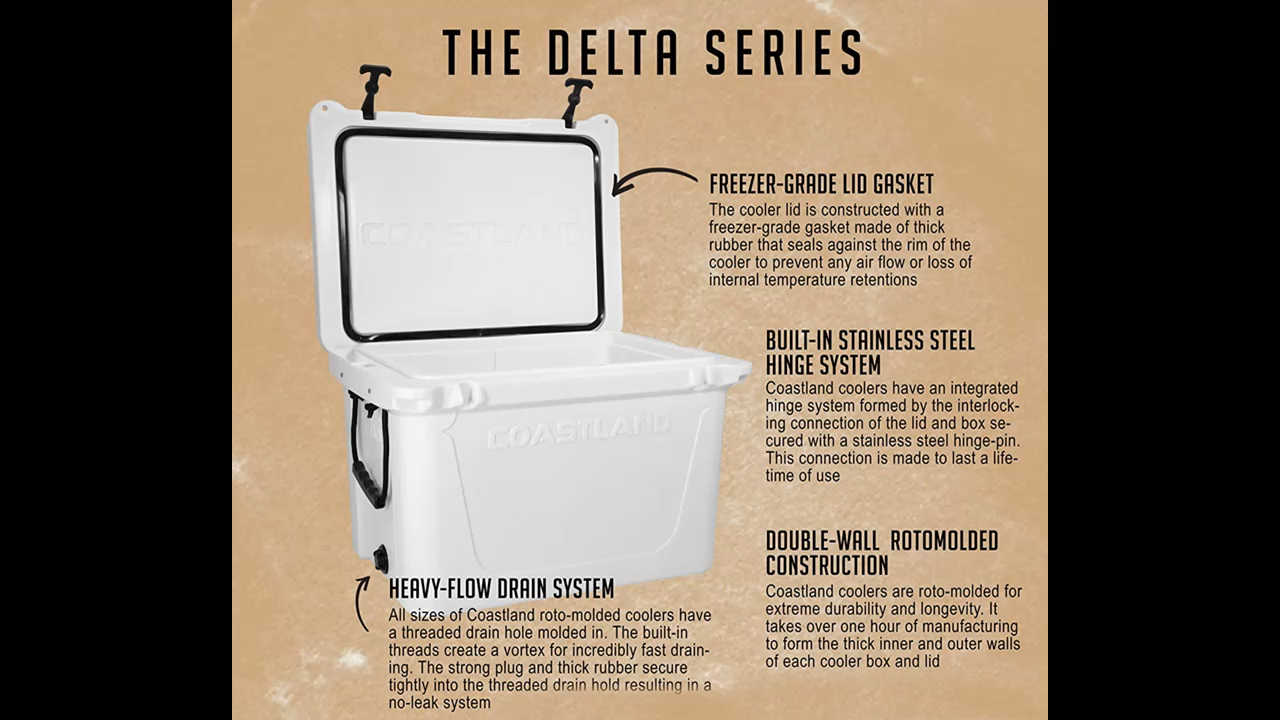 THE DELTA SERIES
COASTLAND
FREEZER-GRADE LID GASKET
The cooler lid is constructed with a
freezer-grade gasket made of thick
rubber that seals against the rim of the
cooler to prevent any air flow or loss of
internal temperature retentions
BUILT-IN STAINLESS STEEL
HINGE SYSTEM
Coastland coolers have an integrated
hinge system formed by the interlock-
ing connection of the lid and box se-
cured with a stainless steel hinge-pin.
This connection is made to last a life-
time of use
COASTLAND
DOUBLE-WALL ROTOMOLDED
CONSTRUCTION
Coastland coolers are roto-molded for
extreme durability and longevity. It
takes over one hour of manufacturing
to form the thick inner and outer walls
of each cooler box and lid
HEAVY-FLOW DRAIN SYSTEM
All sizes of Coastland roto-molded coolers have
a threaded drain hole molded in. The built-in
threads create a vortex for incredibly fast drain-
ing. The strong plug and thick rubber secure
tightly into the threaded drain hold resulting in a
no-leak system